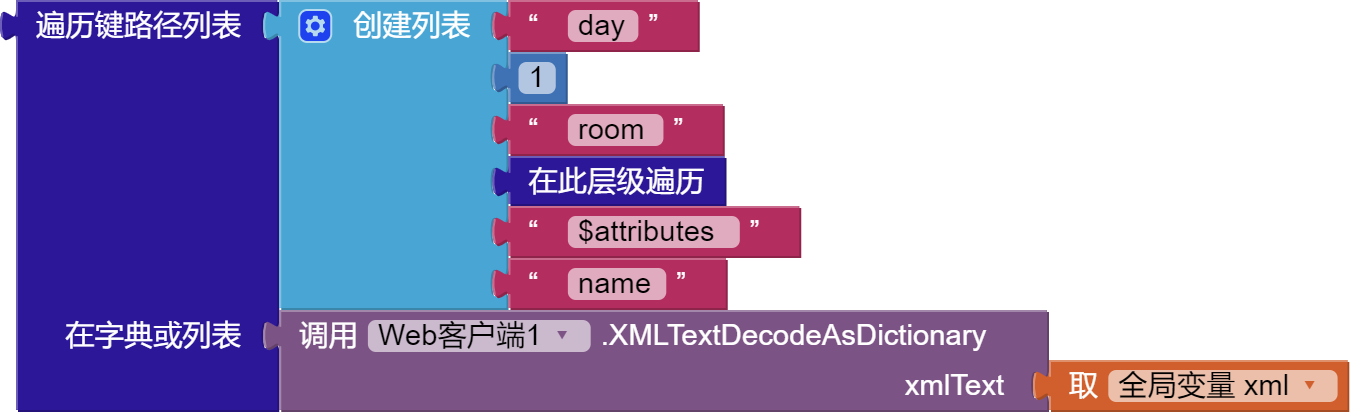 遍历键路径列表 创建列表 “ day ”
1
“ room ”
在此层级遍历
“ $attributes ”
“ name ”
在字典或列表 调用 Web客户端1 .XMLTextDecodeAsDictionary
xmlText 取 全局变量 xml